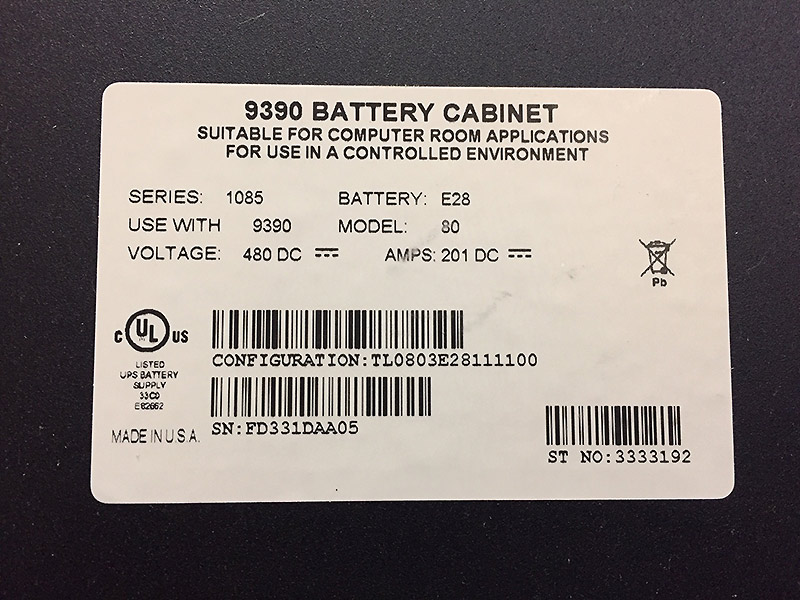 9390 BATTERY CABINET
SUITABLE FOR COMPUTER ROOM APPLICATIONS
FOR USE IN A CONTROLLED ENVIRONMENT
SERIES: 1085 BATTERY: E28
USE WITH 9390 MODEL: 80
VOLTAGE: 480 DC AMPS: 201 DC
Pb
C UL US
LISTED
UPS BATTERY
SUPPLY
33C0
E82662
MADE IN U.S.A.
CONFIGURATION:TL0803E28111100
SN:FD331DAA05
ST NO:3333192